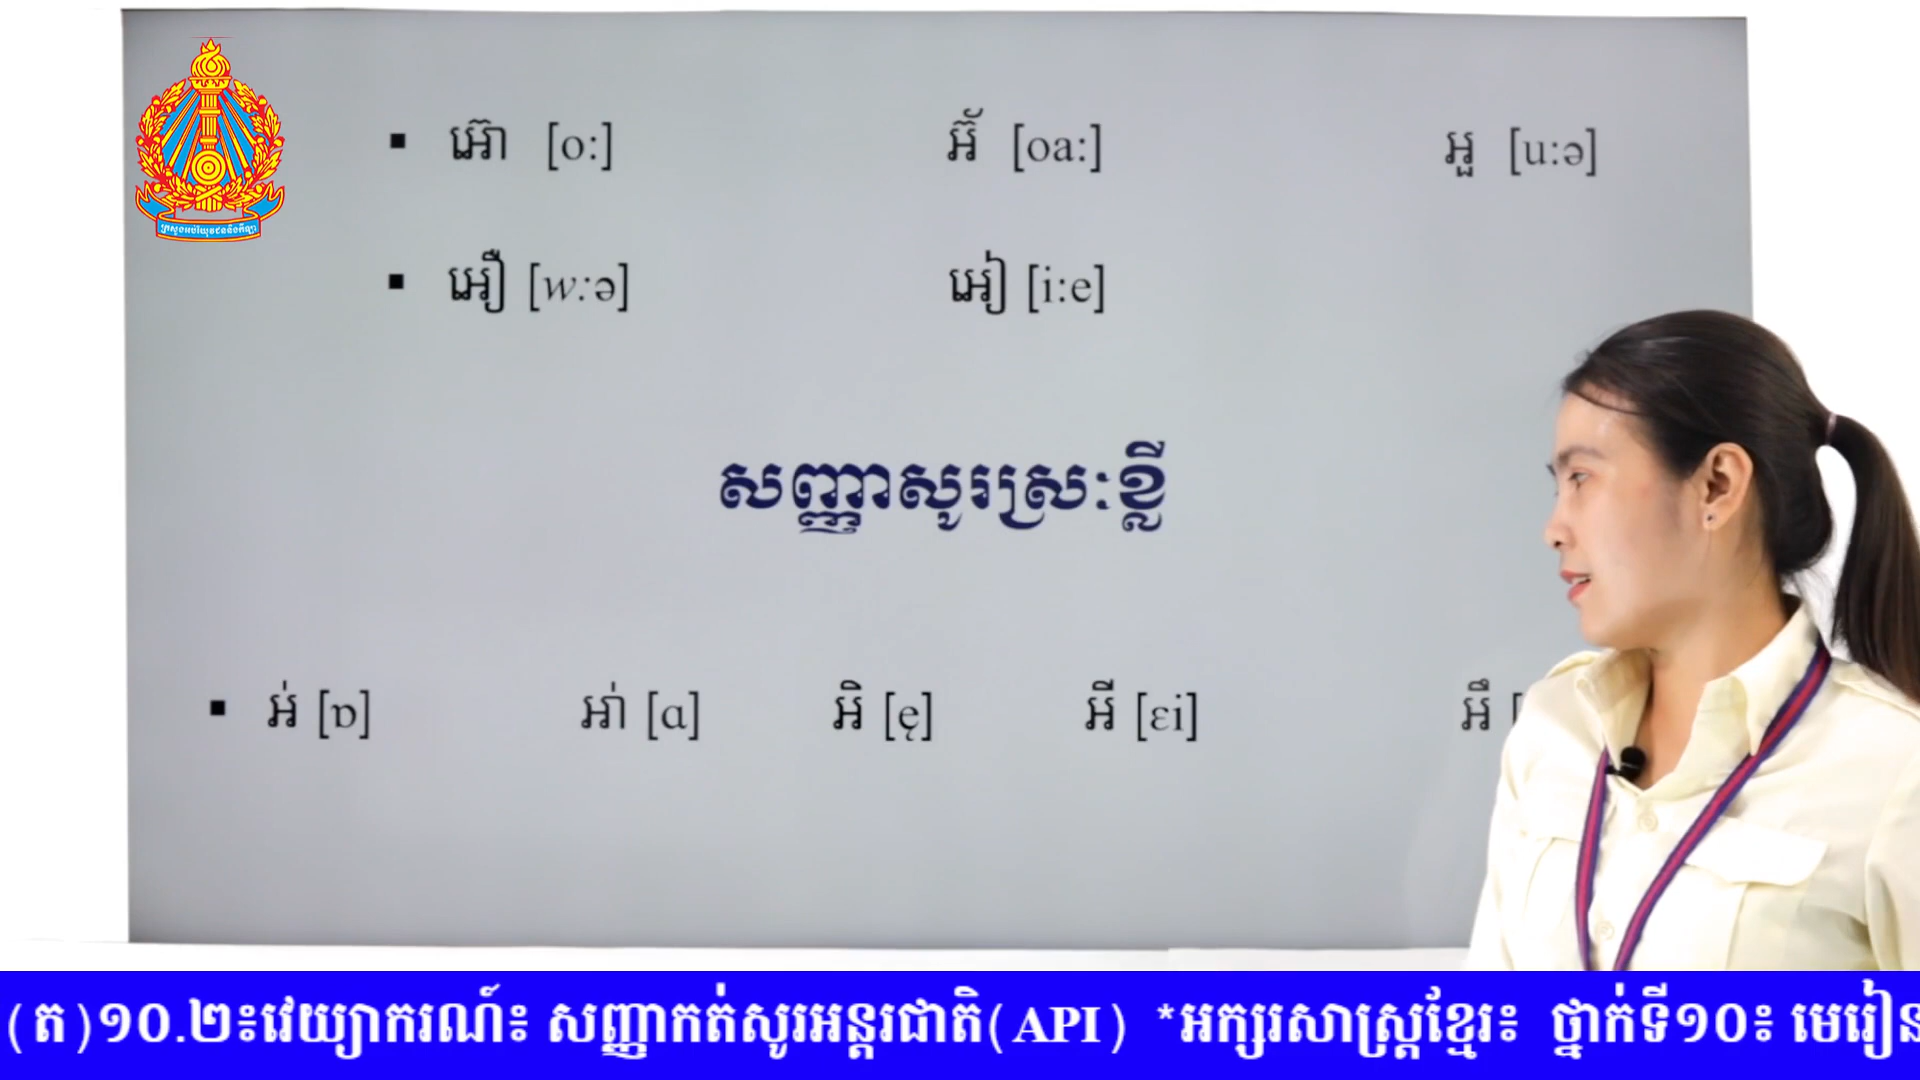 ▪ អ៊ោ [o:] អ៊័ [oa:] អួ [u:ə]
▪ អឿ [w:ə] អៀ [i:e]
សញ្ញាសូរស្រៈខ្លី
▪ អ់ [ɒ] អា់ [ɑ] អិ [ę] អី [ɛi] អឹ [
(ត)១០.២៖វេយ្យាករណ៍៖ សញ្ញាកត់សូរអន្តរជាតិ(API) *អក្សរសាស្ត្រខ្មែរ៖ ថ្នាក់ទី១០៖ មេរៀន